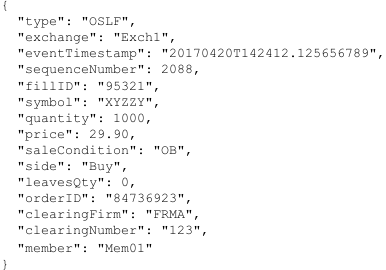 {
"type": "OSLF",
"exchange": "Exch1",
"eventTimestamp": "20170420T142412.125656789",
"sequenceNumber": 2088,
"fillID": "95321",
"symbol": "XYZZY",
"quantity": 1000,
"price": 29.90,
"saleCondition": "OB",
"side": "Buy",
"leavesQty": 0,
"orderID": "84736923",
"clearingFirm": "FRMA",
"clearingNumber": "123",
"member": "Mem01"
}